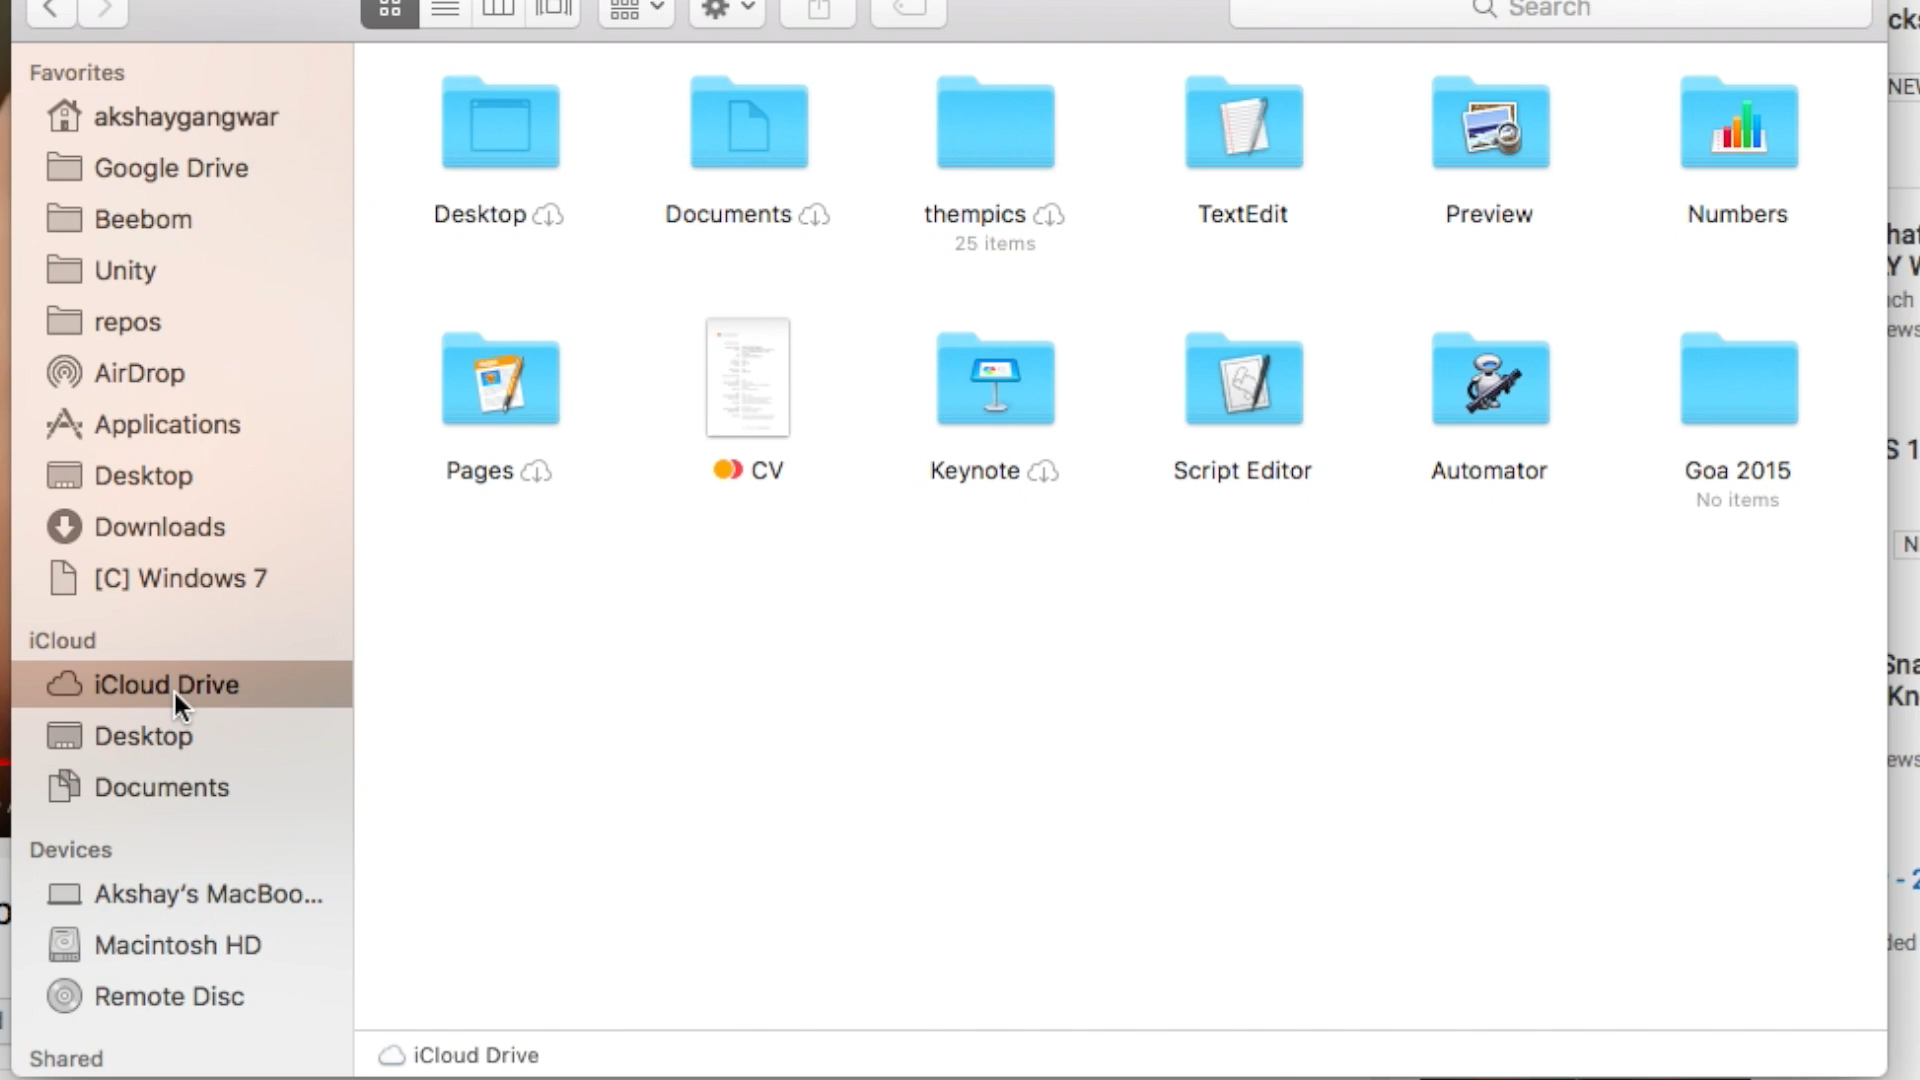 Search
Favorites
akshaygangwar
Google Drive
Beebom
Unity
repos
AirDrop
Applications
Desktop
Downloads
[C] Windows 7
iCloud
iCloud Drive
Desktop
Documents
Devices
Akshay's MacBoo...
Macintosh HD
Remote Disc
Shared
Desktop
Documents
thempics
25 items
TextEdit
Preview
Numbers
Pages
CV
Keynote
Script Editor
Automator
Goa 2015
No items
iCloud Drive